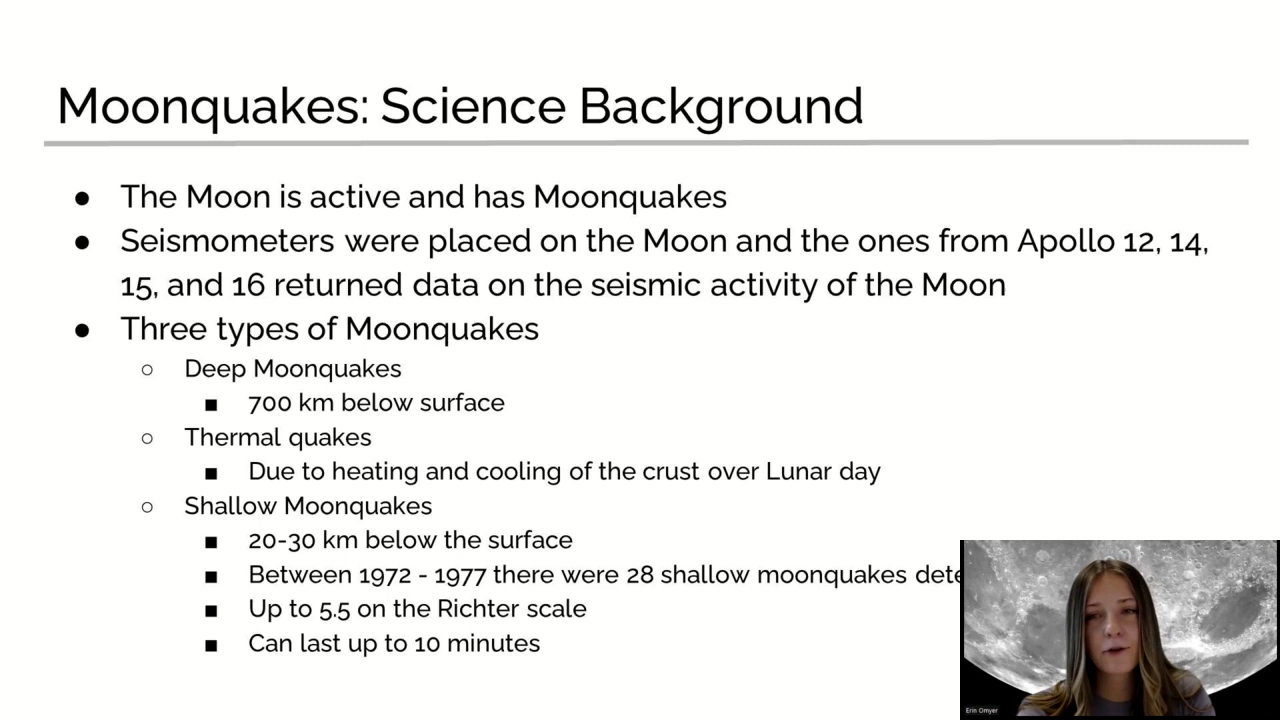 Moonquakes: Science Background
● The Moon is active and has Moonquakes
● Seismometers were placed on the Moon and the ones from Apollo 12, 14,
15, and 16 returned data on the seismic activity of the Moon
● Three types of Moonquakes
○ Deep Moonquakes
■ 700 km below surface
○ Thermal quakes
■ Due to heating and cooling of the crust over Lunar day
○ Shallow Moonquakes
■ 20-30 km below the surface
■ Between 1972 - 1977 there were 28 shallow moonquakes dete
■ Up to 5.5 on the Richter scale
■ Can last up to 10 minutes
Erin Omyer